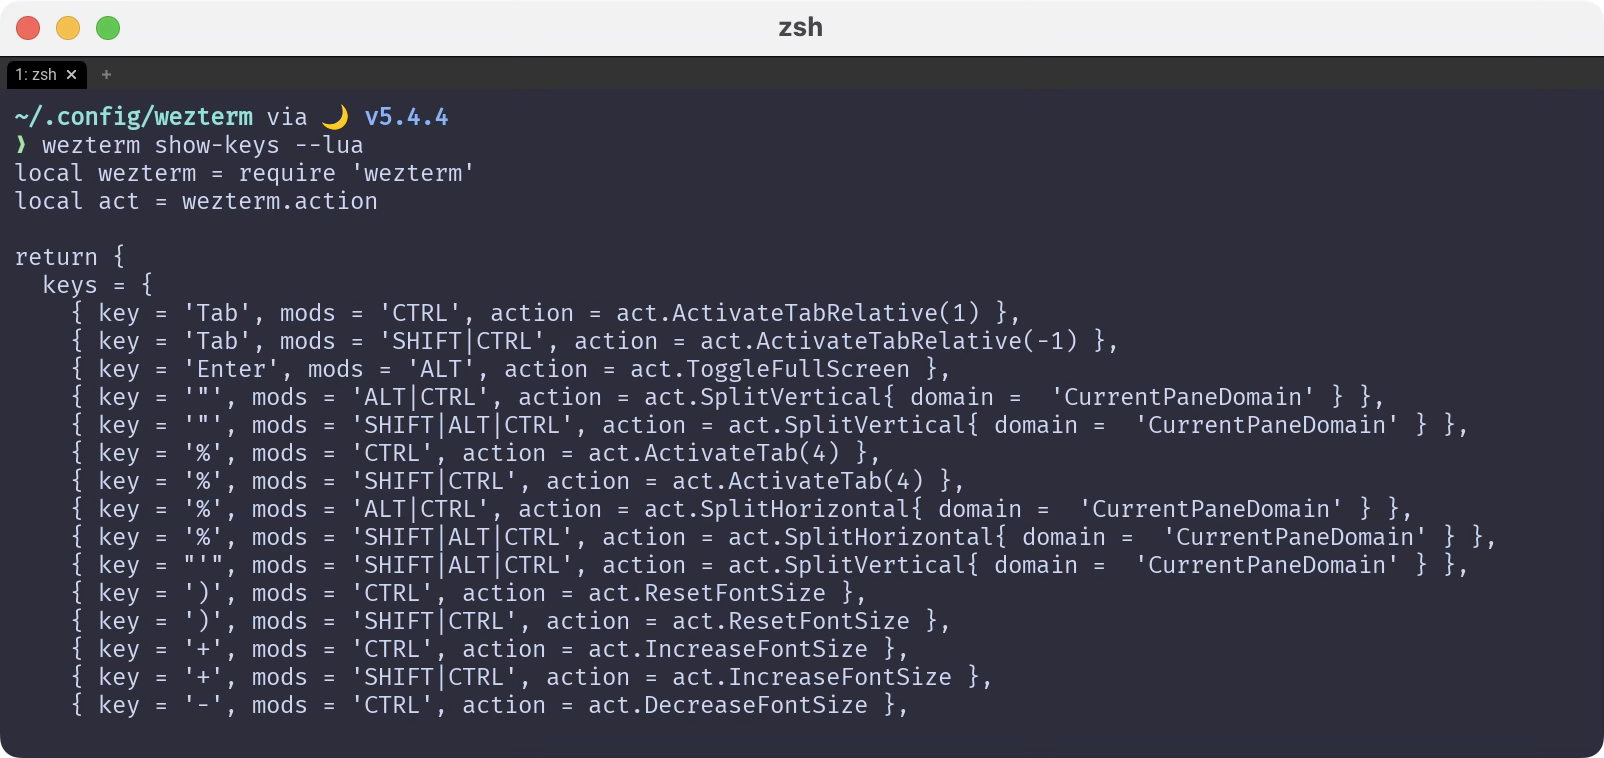 zsh
1: zsh × +
~/.config/wezterm via 🌙 v5.4.4
❯ wezterm show-keys --lua
local wezterm = require 'wezterm'
local act = wezterm.action

return {
  keys = {
    { key = 'Tab', mods = 'CTRL', action = act.ActivateTabRelative(1) },
    { key = 'Tab', mods = 'SHIFT|CTRL', action = act.ActivateTabRelative(-1) },
    { key = 'Enter', mods = 'ALT', action = act.ToggleFullScreen },
    { key = '"', mods = 'ALT|CTRL', action = act.SplitVertical{ domain =  'CurrentPaneDomain' } },
    { key = '"', mods = 'SHIFT|ALT|CTRL', action = act.SplitVertical{ domain =  'CurrentPaneDomain' } },
    { key = '%', mods = 'CTRL', action = act.ActivateTab(4) },
    { key = '%', mods = 'SHIFT|CTRL', action = act.ActivateTab(4) },
    { key = '%', mods = 'ALT|CTRL', action = act.SplitHorizontal{ domain =  'CurrentPaneDomain' } },
    { key = '%', mods = 'SHIFT|ALT|CTRL', action = act.SplitHorizontal{ domain =  'CurrentPaneDomain' } },
    { key = "'", mods = 'SHIFT|ALT|CTRL', action = act.SplitVertical{ domain =  'CurrentPaneDomain' } },
    { key = ')', mods = 'CTRL', action = act.ResetFontSize },
    { key = ')', mods = 'SHIFT|CTRL', action = act.ResetFontSize },
    { key = '+', mods = 'CTRL', action = act.IncreaseFontSize },
    { key = '+', mods = 'SHIFT|CTRL', action = act.IncreaseFontSize },
    { key = '-', mods = 'CTRL', action = act.DecreaseFontSize },